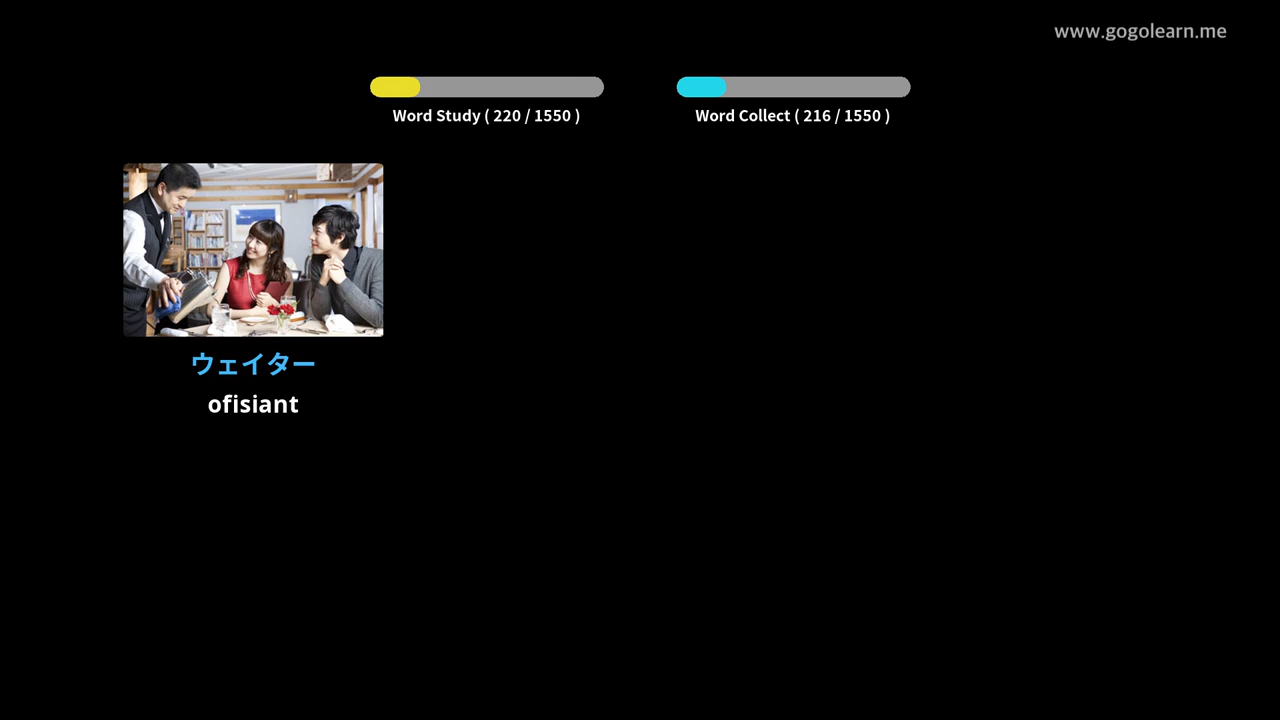 www.gogolearn.me
Word Study ( 220 / 1550 )
Word Collect ( 216 / 1550 )
ウェイター
ofisiant